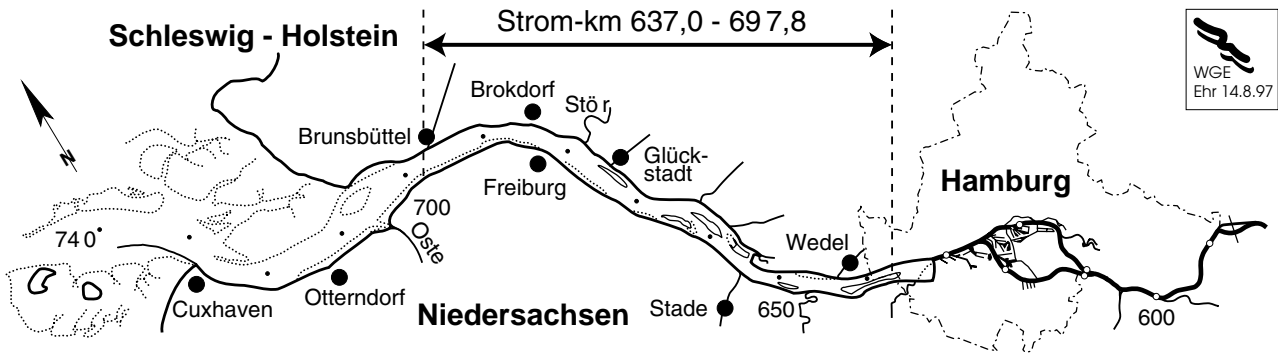 Strom-km 637,0 - 697,8
Schleswig - Holstein
WGE
Ehr 14.8.97
N
Brokdorf
Stör
Brunsbüttel
Glück-
stadt
Freiburg
Hamburg
700
Oste
740
Wedel
Cuxhaven
Otterndorf
Niedersachsen
Stade
650
600